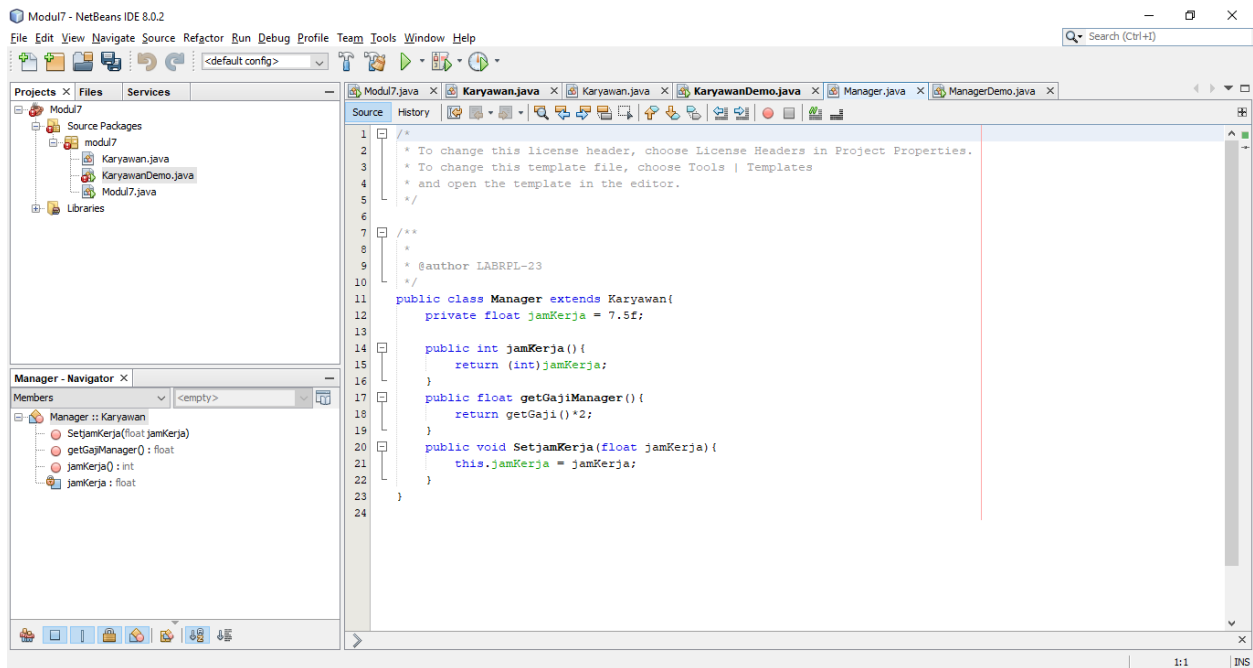 Modul7 - NetBeans IDE 8.0.2
File Edit View Navigate Source Refactor Run Debug Profile Team Tools Window Help
Search (Ctrl+I)
<default config>
Projects Files Services
Modul7.java Karyawan.java Karyawan.java KaryawanDemo.java Manager.java ManagerDemo.java
Source History
Modul7
Source Packages
modul7
Karyawan.java
KaryawanDemo.java
Modul7.java
Libraries
Manager - Navigator
Members
<empty>
Manager :: Karyawan
SetjamKerja(float jamKerja)
getGajiManager() : float
jamKerja() : int
jamKerja : float
1 /*
2 * To change this license header, choose License Headers in Project Properties.
3 * To change this template file, choose Tools | Templates
4 * and open the template in the editor.
5 */
6
7 /**
8 *
9 * @author LABRPL-23
10 */
11 public class Manager extends Karyawan{
12 private float jamKerja = 7.5f;
13
14 public int jamKerja(){
15 return (int)jamKerja;
16 }
17 public float getGajiManager(){
18 return getGaji()*2;
19 }
20 public void SetjamKerja(float jamKerja){
21 this.jamKerja = jamKerja;
22 }
23 }
24
1:1 INS